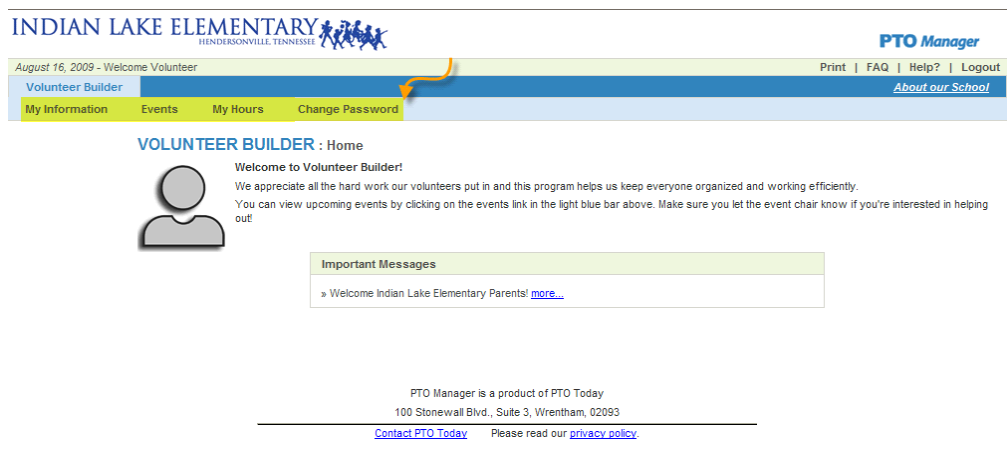 INDIAN LAKE ELEMENTARY
HENDERSONVILLE, TENNESSEE
PTO Manager
August 16, 2009 - Welcome Volunteer
Print | FAQ | Help? | Logout
Volunteer Builder
About our School
My Information Events My Hours Change Password
VOLUNTEER BUILDER : Home
Welcome to Volunteer Builder!
We appreciate all the hard work our volunteers put in and this program helps us keep everyone organized and working efficiently.
You can view upcoming events by clicking on the events link in the light blue bar above. Make sure you let the event chair know if you're interested in helping
out!
Important Messages
» Welcome Indian Lake Elementary Parents! more...
PTO Manager is a product of PTO Today
100 Stonewall Blvd., Suite 3, Wrentham, 02093
Contact PTO Today Please read our privacy policy.